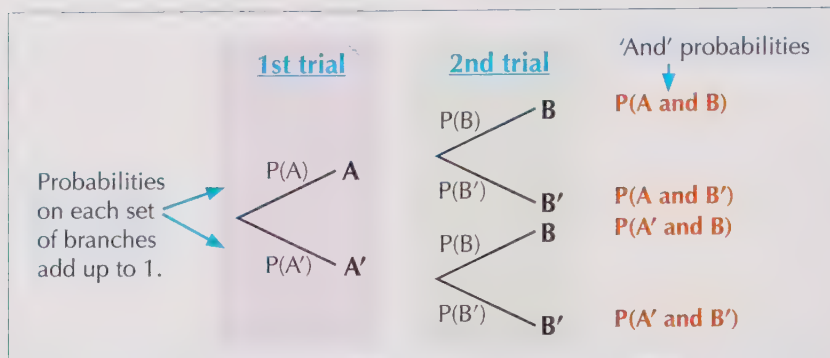 'And' probabilities
1st trial
2nd trial
P(B)
B
P(A and B)
P(A)
A
Probabilities
on each set
of branches
add up to 1.
P(B')
B'
P(A and B')
P(A')
A'
P(B)
B
P(A' and B)
P(B')
B'
P(A' and B')